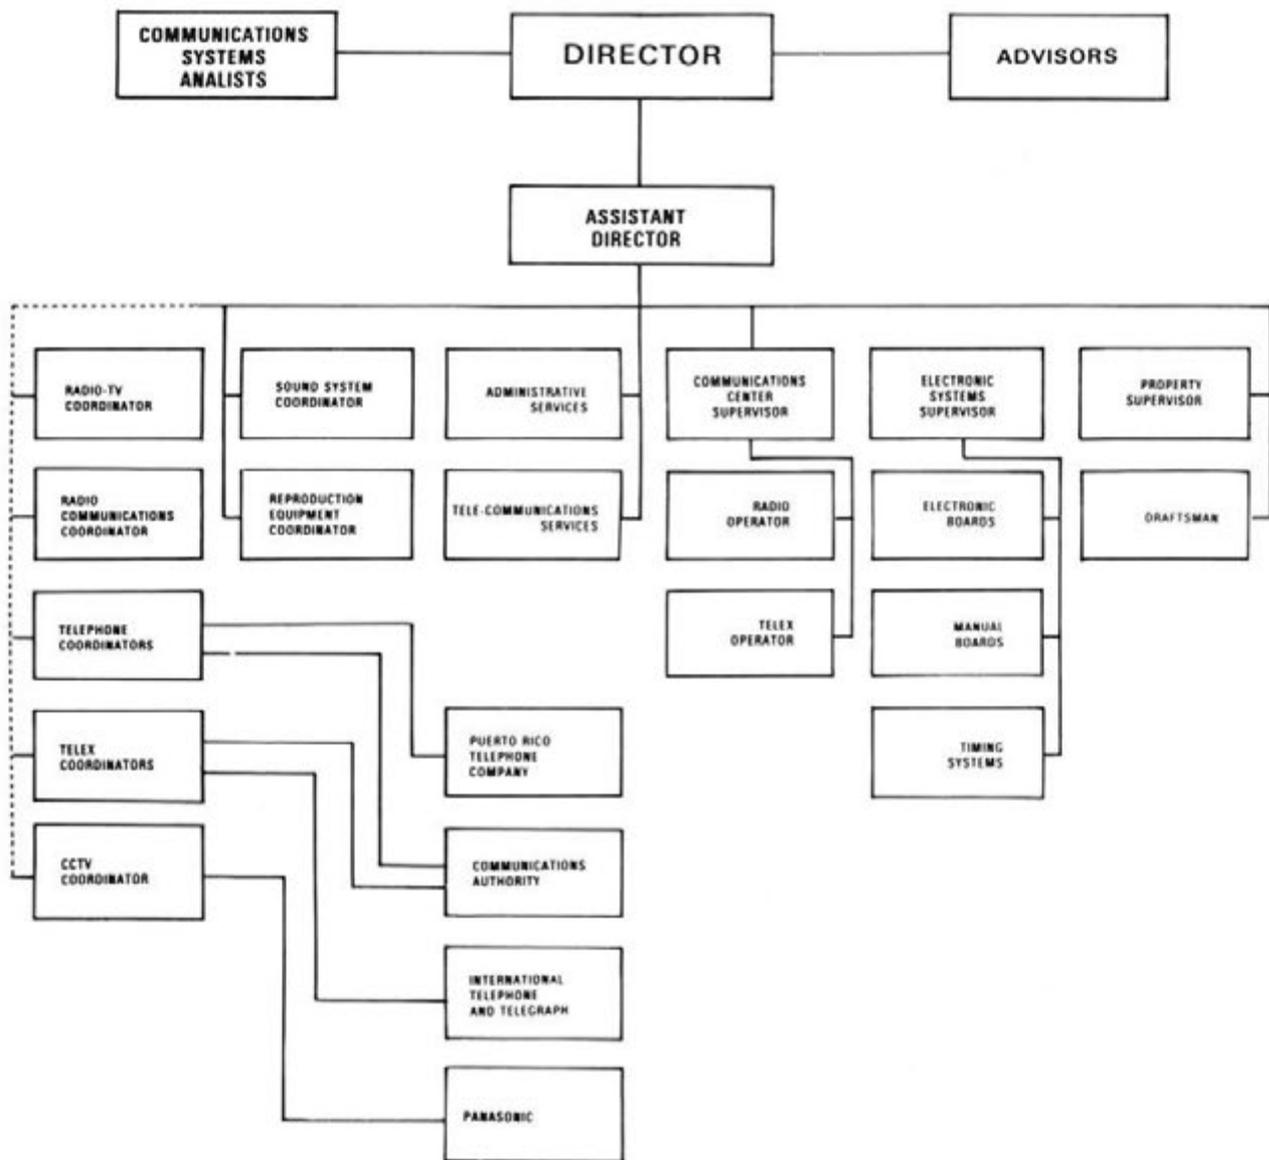 COMMUNICATIONS
SYSTEMS
ANALISTS
DIRECTOR
ADVISORS
ASSISTANT
DIRECTOR
RADIO-TV
COORDINATOR
SOUND SYSTEM
COORDINATOR
ADMINISTRATIVE
SERVICES
COMMUNICATIONS
CENTER
SUPERVISOR
ELECTRONIC
SYSTEMS
SUPERVISOR
PROPERTY
SUPERVISOR
RADIO
COMMUNICATIONS
COORDINATOR
REPRODUCTION
EQUIPMENT
COORDINATOR
TELE-COMMUNICATIONS
SERVICES
RADIO
OPERATOR
ELECTRONIC
BOARDS
DRAFTSMAN
TELEPHONE
COORDINATORS
TELEX
OPERATOR
MANUAL
BOARDS
TELEX
COORDINATORS
PUERTO RICO
TELEPHONE
COMPANY
TIMING
SYSTEMS
CCTV
COORDINATOR
COMMUNICATIONS
AUTHORITY
INTERNATIONAL
TELEPHONE
AND TELEGRAPH
PANASONIC